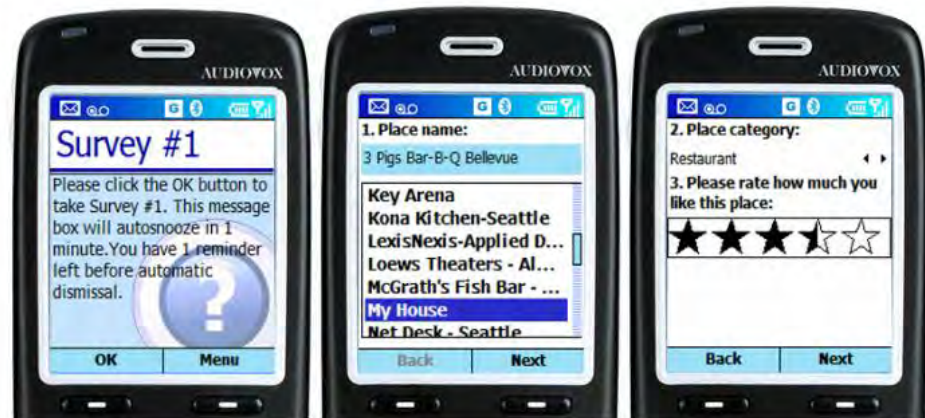 AUDIOVOX
G
Survey #1
Please click the OK button to
take Survey #1. This message
box will autosnooze in 1
minute.You have 1 reminder
left before automatic
dismissal.
OK Menu
AUDIOVOX
G
1. Place name:
3 Pigs Bar-B-Q Bellevue
Key Arena
Kona Kitchen-Seattle
LexisNexis-Applied D...
Loews Theaters - Al...
McGrath's Fish Bar - ...
My House
Net Desk - Seattle
Back Next
AUDIOVOX
G
2. Place category:
Restaurant
3. Please rate how much you
like this place:
Back Next